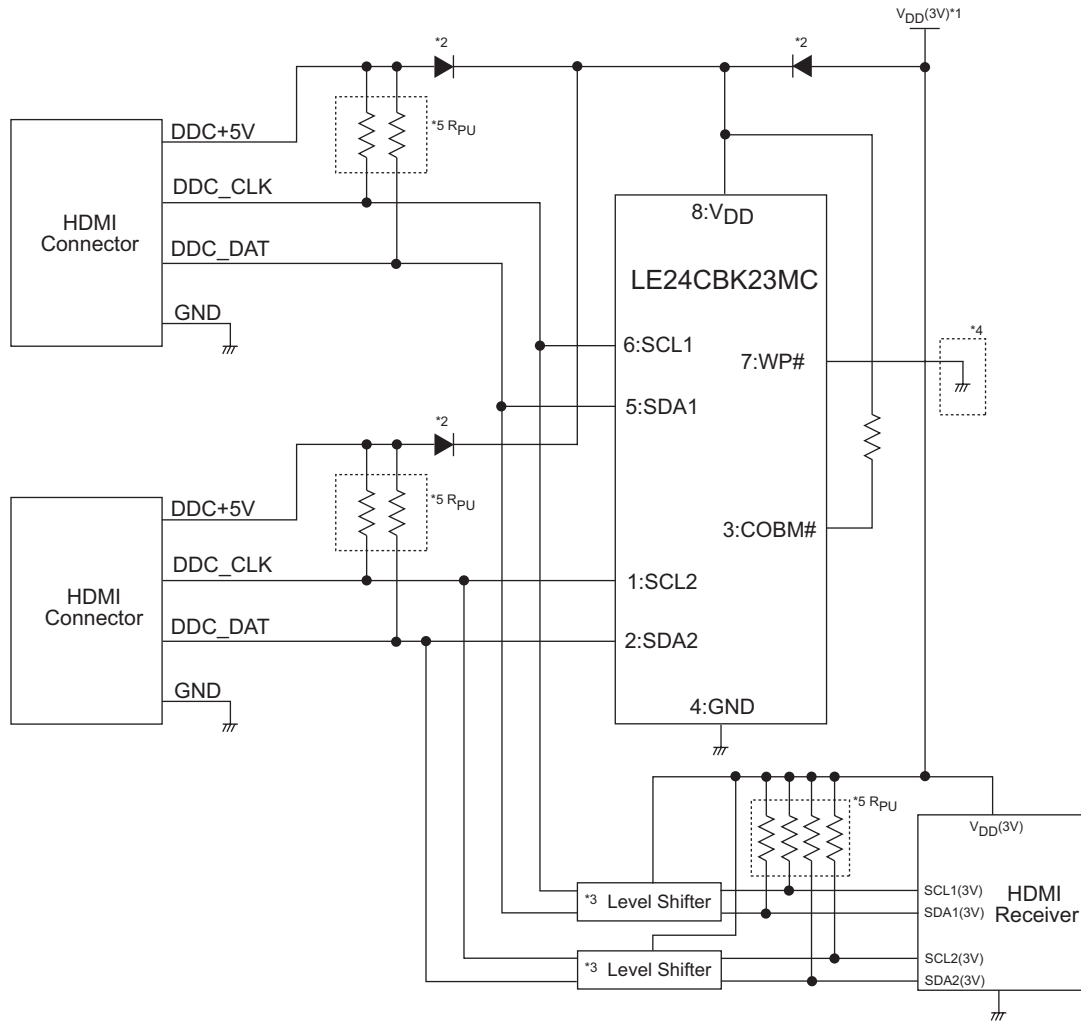 VDD(3V)*1
*2
*2
DDC+5V
*5 RPU
DDC_CLK
HDMI
Connector
DDC_DAT
GND
8:VDD
LE24CBK23MC
6:SCL1
7:WP#
*4
5:SDA1
*2
DDC+5V
*5 RPU
3:COBM#
DDC_CLK
1:SCL2
HDMI
Connector
DDC_DAT
2:SDA2
GND
4:GND
*5 RPU
VDD(3V)
*3 Level Shifter
SCL1(3V)
SDA1(3V)
HDMI
Receiver
*3 Level Shifter
SCL2(3V)
SDA2(3V)